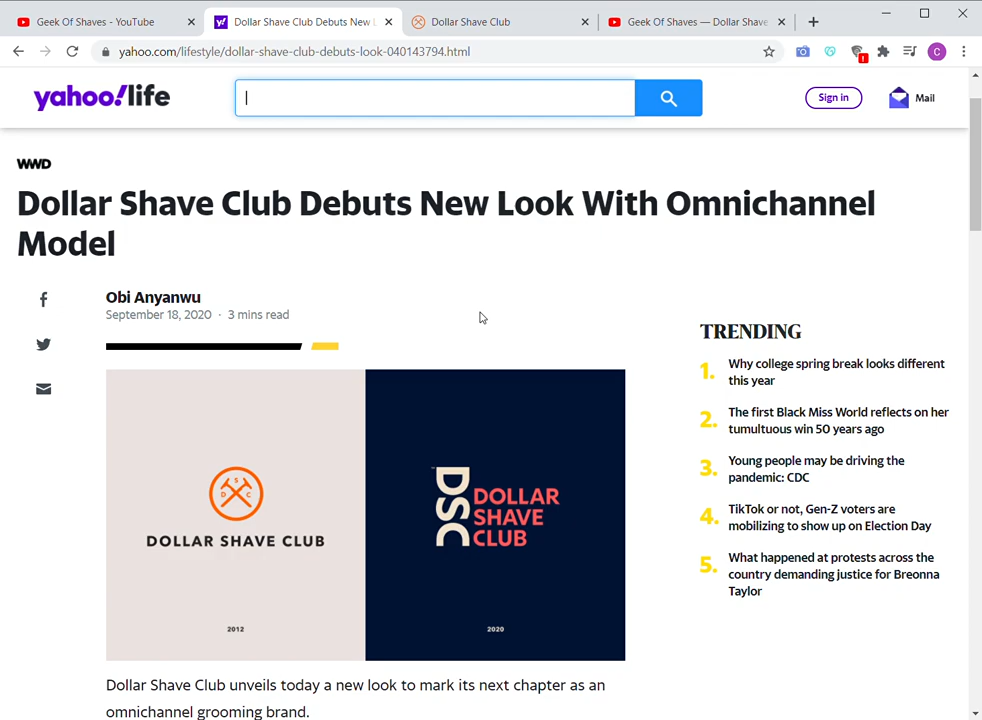 Geek Of Shaves - YouTube
Dollar Shave Club Debuts New L
Dollar Shave Club
Geek Of Shaves — Dollar Shave
yahoo.com/lifestyle/dollar-shave-club-debuts-look-040143794.html
C
yahoo!life
Sign in
Mail
WWD
Dollar Shave Club Debuts New Look With Omnichannel
Model
Obi Anyanwu
September 18, 2020 · 3 mins read
TRENDING
1. Why college spring break looks different
this year
2. The first Black Miss World reflects on her
tumultuous win 50 years ago
3. Young people may be driving the
pandemic: CDC
4. TikTok or not, Gen-Z voters are
mobilizing to show up on Election Day
5. What happened at protests across the
country demanding justice for Breonna
Taylor
S
D C
DOLLAR SHAVE CLUB
2012
DSC
DOLLAR
SHAVE
CLUB
2020
Dollar Shave Club unveils today a new look to mark its next chapter as an
omnichannel grooming brand.